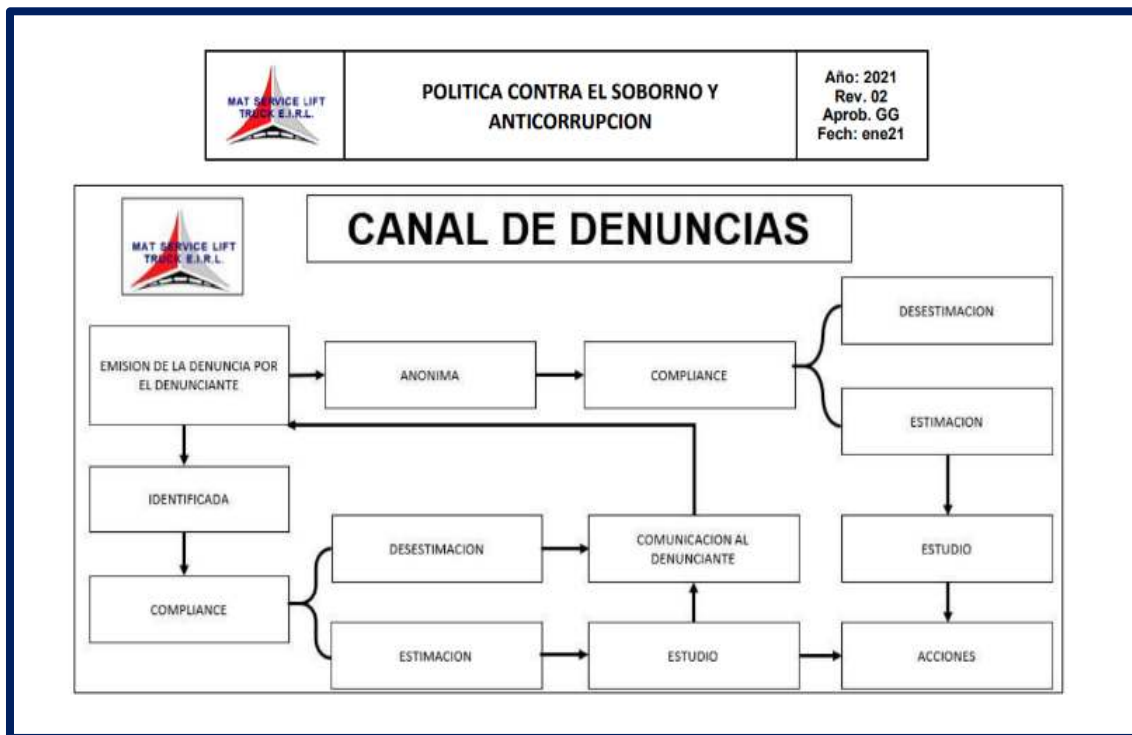 MAT SERVICE LIFT
TRUCK E.I.R.L.
POLITICA CONTRA EL SOBORNO Y
ANTICORRUPCION
Año: 2021
Rev. 02
Aprob. GG
Fech: ene21
MAT SERVICE LIFT
TRUCK E.I.R.L.
CANAL DE DENUNCIAS
DESESTIMACION
EMISION DE LA DENUNCIA POR
EL DENUNCIANTE
ANONIMA
COMPLIANCE
ESTIMACION
IDENTIFICADA
DESESTIMACION
COMUNICACION AL
DENUNCIANTE
ESTUDIO
COMPLIANCE
ESTIMACION
ESTUDIO
ACCIONES